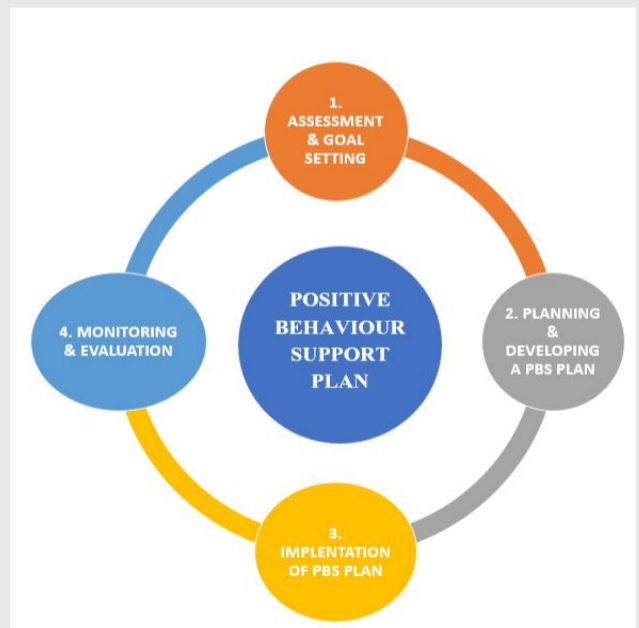 1.
ASSESSMENT
& GOAL
SETTING
POSITIVE
BEHAVIOUR
SUPPORT
PLAN
2. PLANNING
&
DEVELOPING
A PBS PLAN
3.
IMPLENTATION
OF PBS PLAN
4. MONITORING
& EVALUATION